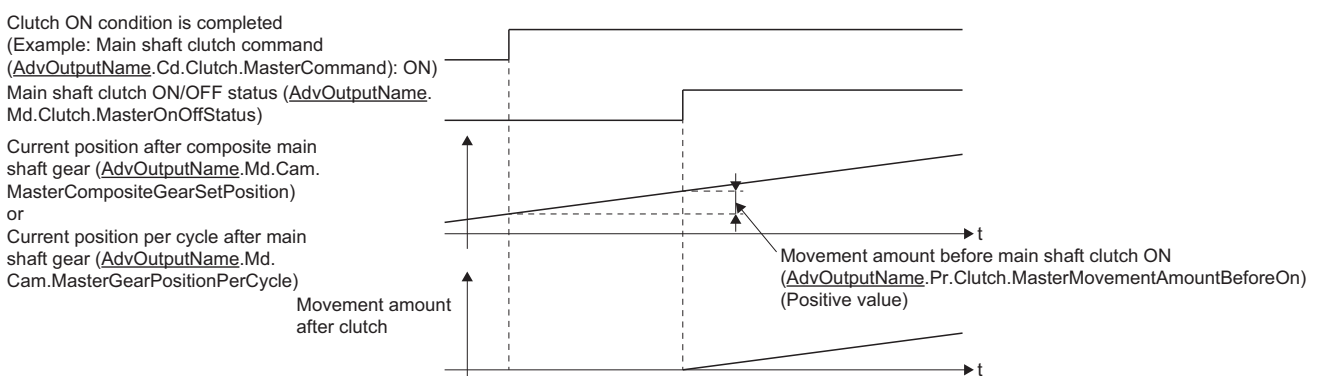 Clutch ON condition is completed
(Example: Main shaft clutch command
(AdvOutputName.Cd.Clutch.MasterCommand): ON)
Main shaft clutch ON/OFF status (AdvOutputName.
Md.Clutch.MasterOnOffStatus)
Current position after composite main
shaft gear (AdvOutputName.Md.Cam.
MasterCompositeGearSetPosition)
or
Current position per cycle after main
shaft gear (AdvOutputName.Md.
Cam.MasterGearPositionPerCycle)
t
Movement amount before main shaft clutch ON
(AdvOutputName.Pr.Clutch.MasterMovementAmountBeforeOn)
(Positive value)
Movement amount
after clutch
t